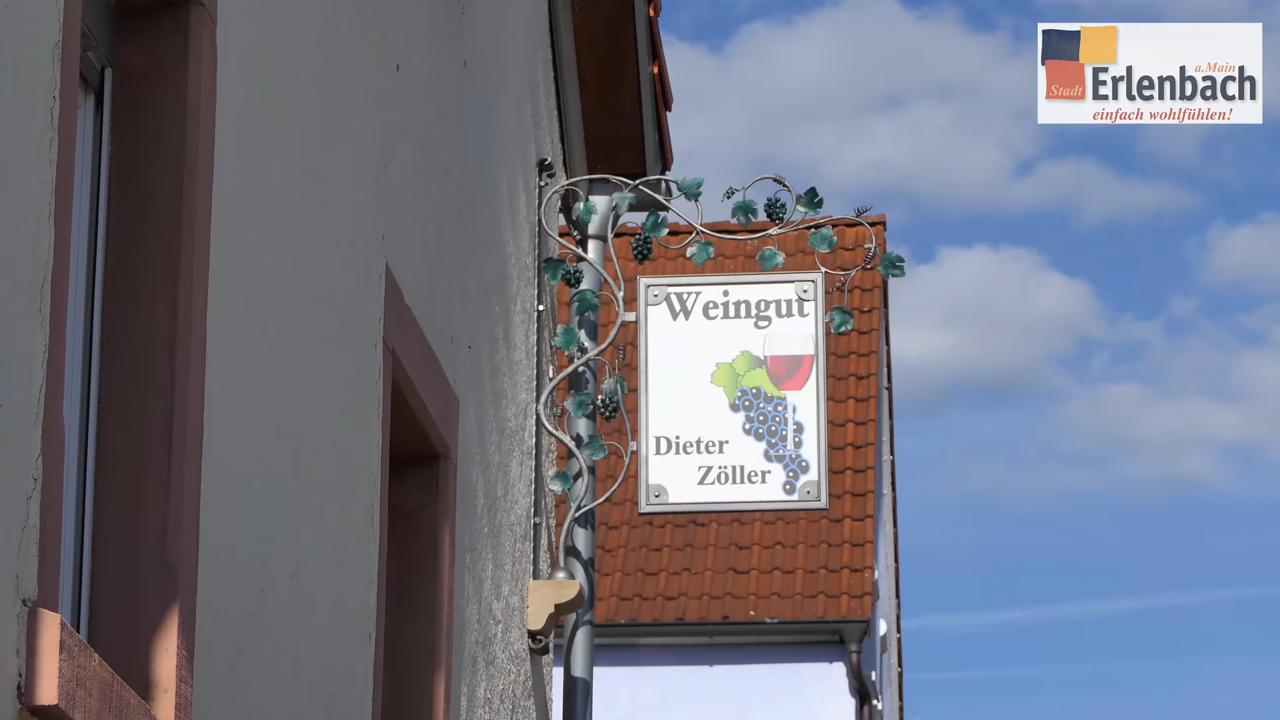 a.Main
Stadt Erlenbach
einfach wohlfühlen!
Weingut
Dieter
Zöller